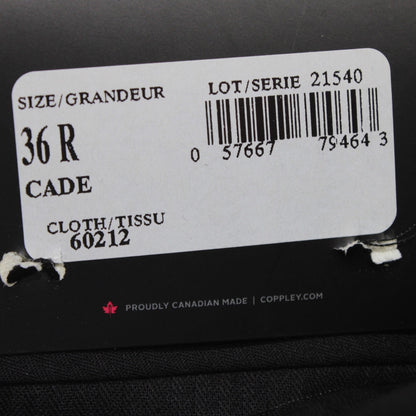 SIZE/GRANDEUR
LOT/SERIE 21540
36 R
0 57667 79464 3
CADE
CLOTH/TISSU
60212
PROUDLY CANADIAN MADE | COPPLEY.COM